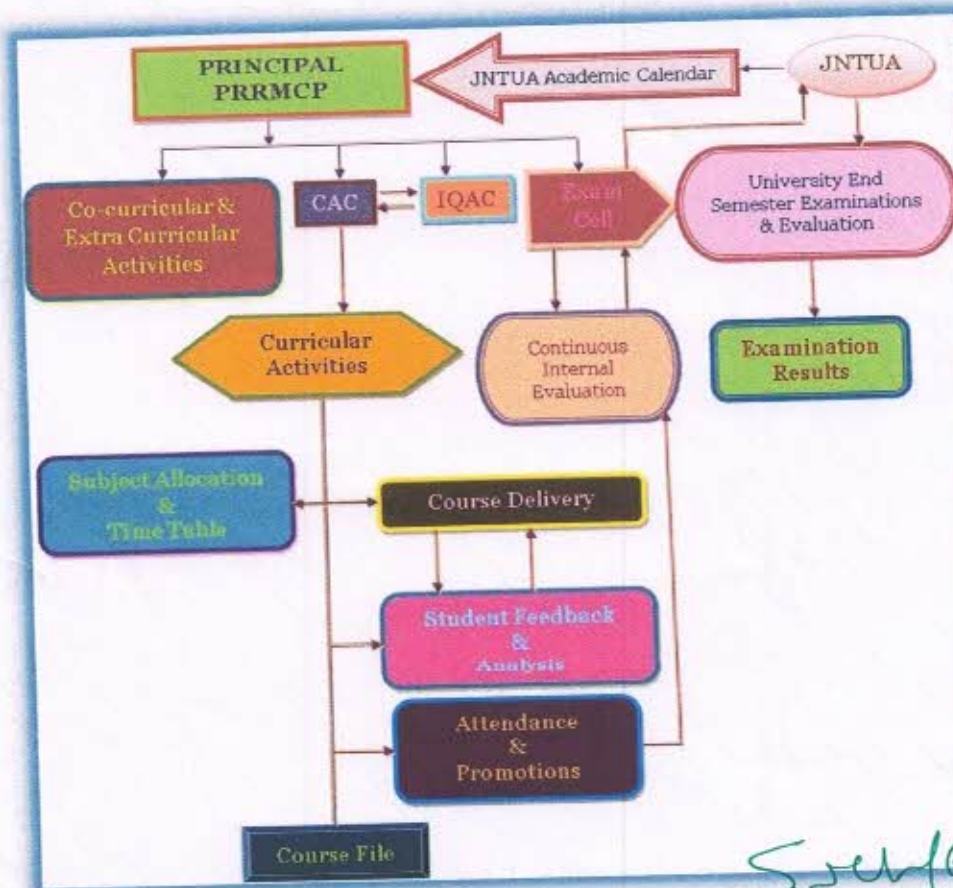 PRINCIPAL
PRRMCP
JNTUA Academic Calendar
JNTUA
Co-curricular &
Extra Curricular
Activities
CAC
IQAC
Exam
Cell
University End
Semester Examinations
& Evaluation
Curricular
Activities
Continuous
Internal
Evaluation
Examination
Results
Subject Allocation
&
Time Table
Course Delivery
Student Feedback
&
Analysis
Attendance
&
Promotions
Course File